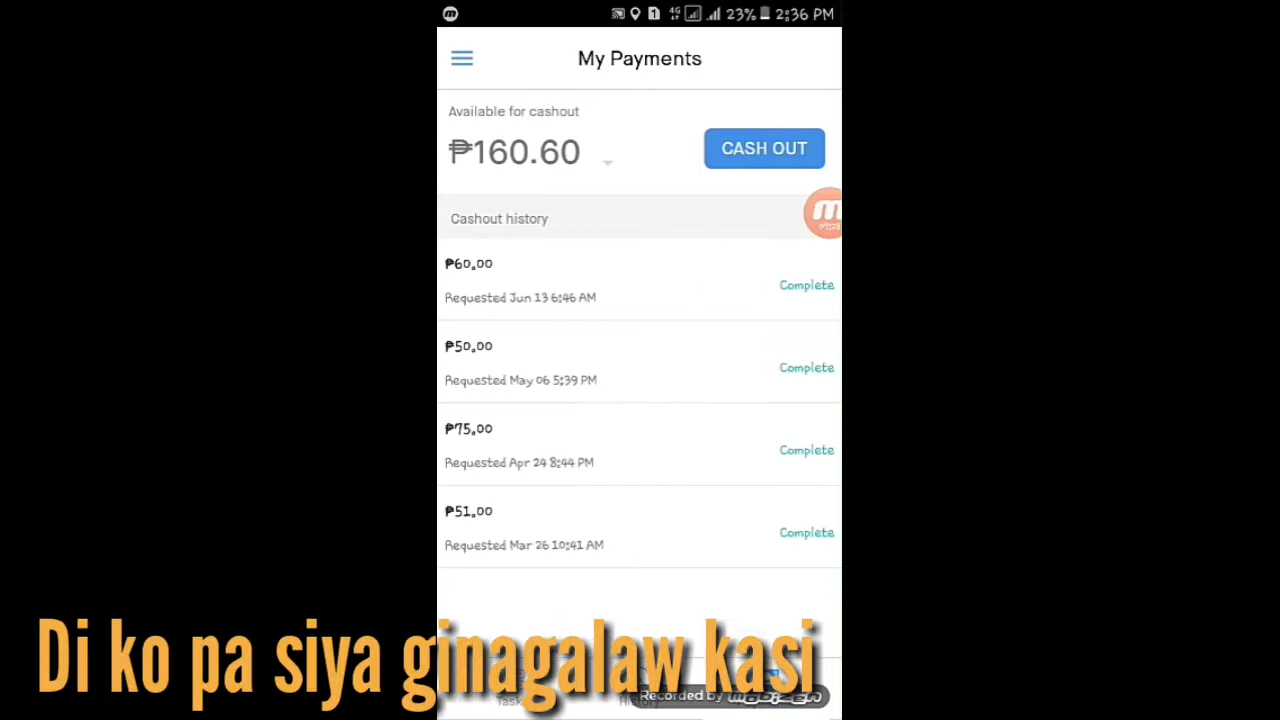 4G 1 23% 2:36 PM
My Payments
Available for cashout
₱160.60
CASH OUT
Cashout history
₱60.00
Requested Jun 13 6:46 AM
Complete
₱50.00
Requested May 06 5:39 PM
Complete
₱75.00
Requested Apr 24 8:44 PM
Complete
₱51.00
Requested Mar 26 10:41 AM
Complete
Di ko pa siya ginagalaw kasi
Recorded by